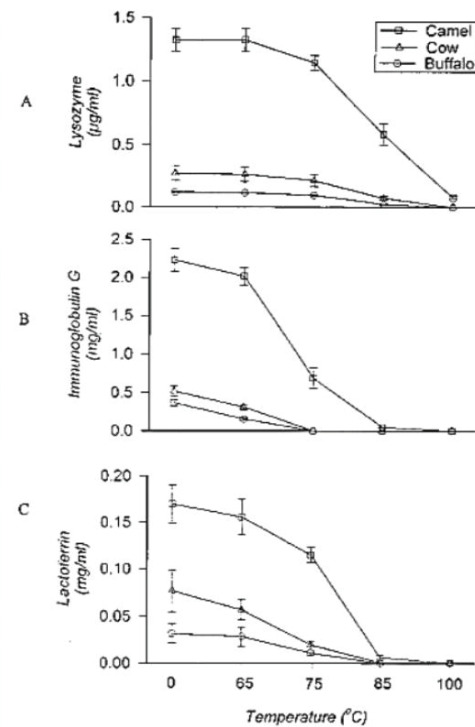 Camel
Cow
Buffalo
A
Lysozyme
(µg/ml)
1.5
1.0
0.5
0.0
B
Immunoglobutin G
(mg/ml)
2.5
2.0
1.5
1.0
0.5
0.0
C
Lactoferrin
(mg/ml)
0.20
0.15
0.10
0.05
0.00
0 65 75 85 100
Temperature (°C)